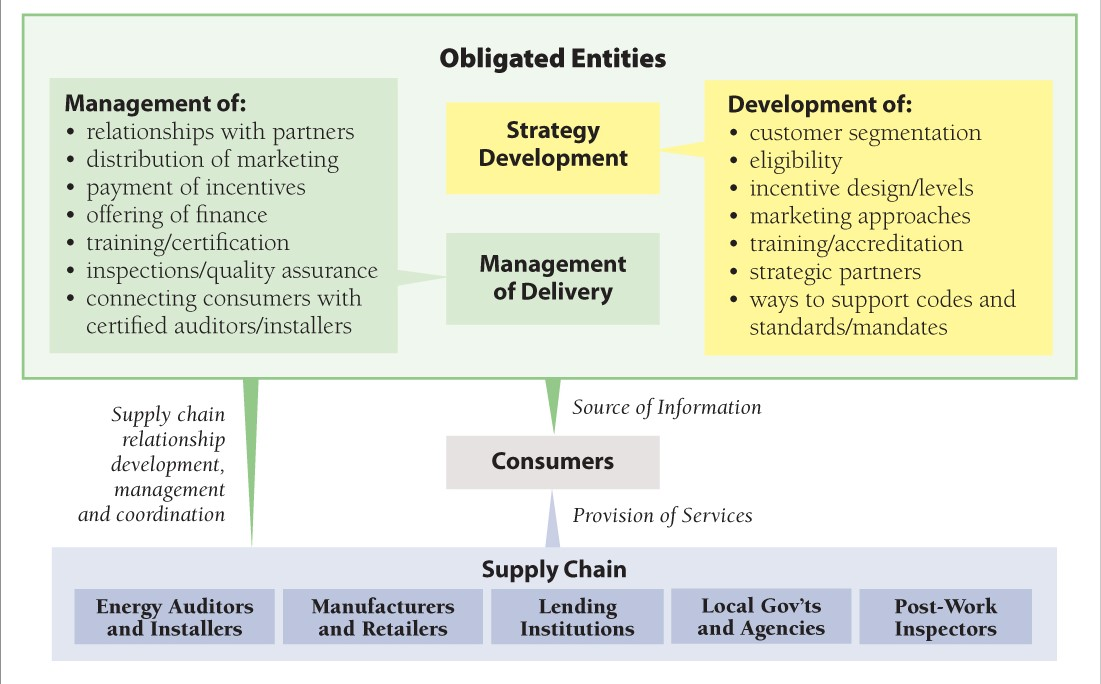 Obligated Entities
Management of:
• relationships with partners
• distribution of marketing
• payment of incentives
• offering of finance
• training/certification
• inspections/quality assurance
• connecting consumers with
certified auditors/installers
Strategy
Development
Management
of Delivery
Development of:
• customer segmentation
• eligibility
• incentive design/levels
• marketing approaches
• training/accreditation
• strategic partners
• ways to support codes and
standards/mandates
Supply chain
relationship
development,
management
and coordination
Source of Information
Consumers
Provision of Services
Supply Chain
Energy Auditors
and Installers
Manufacturers
and Retailers
Lending
Institutions
Local Gov'ts
and Agencies
Post-Work
Inspectors